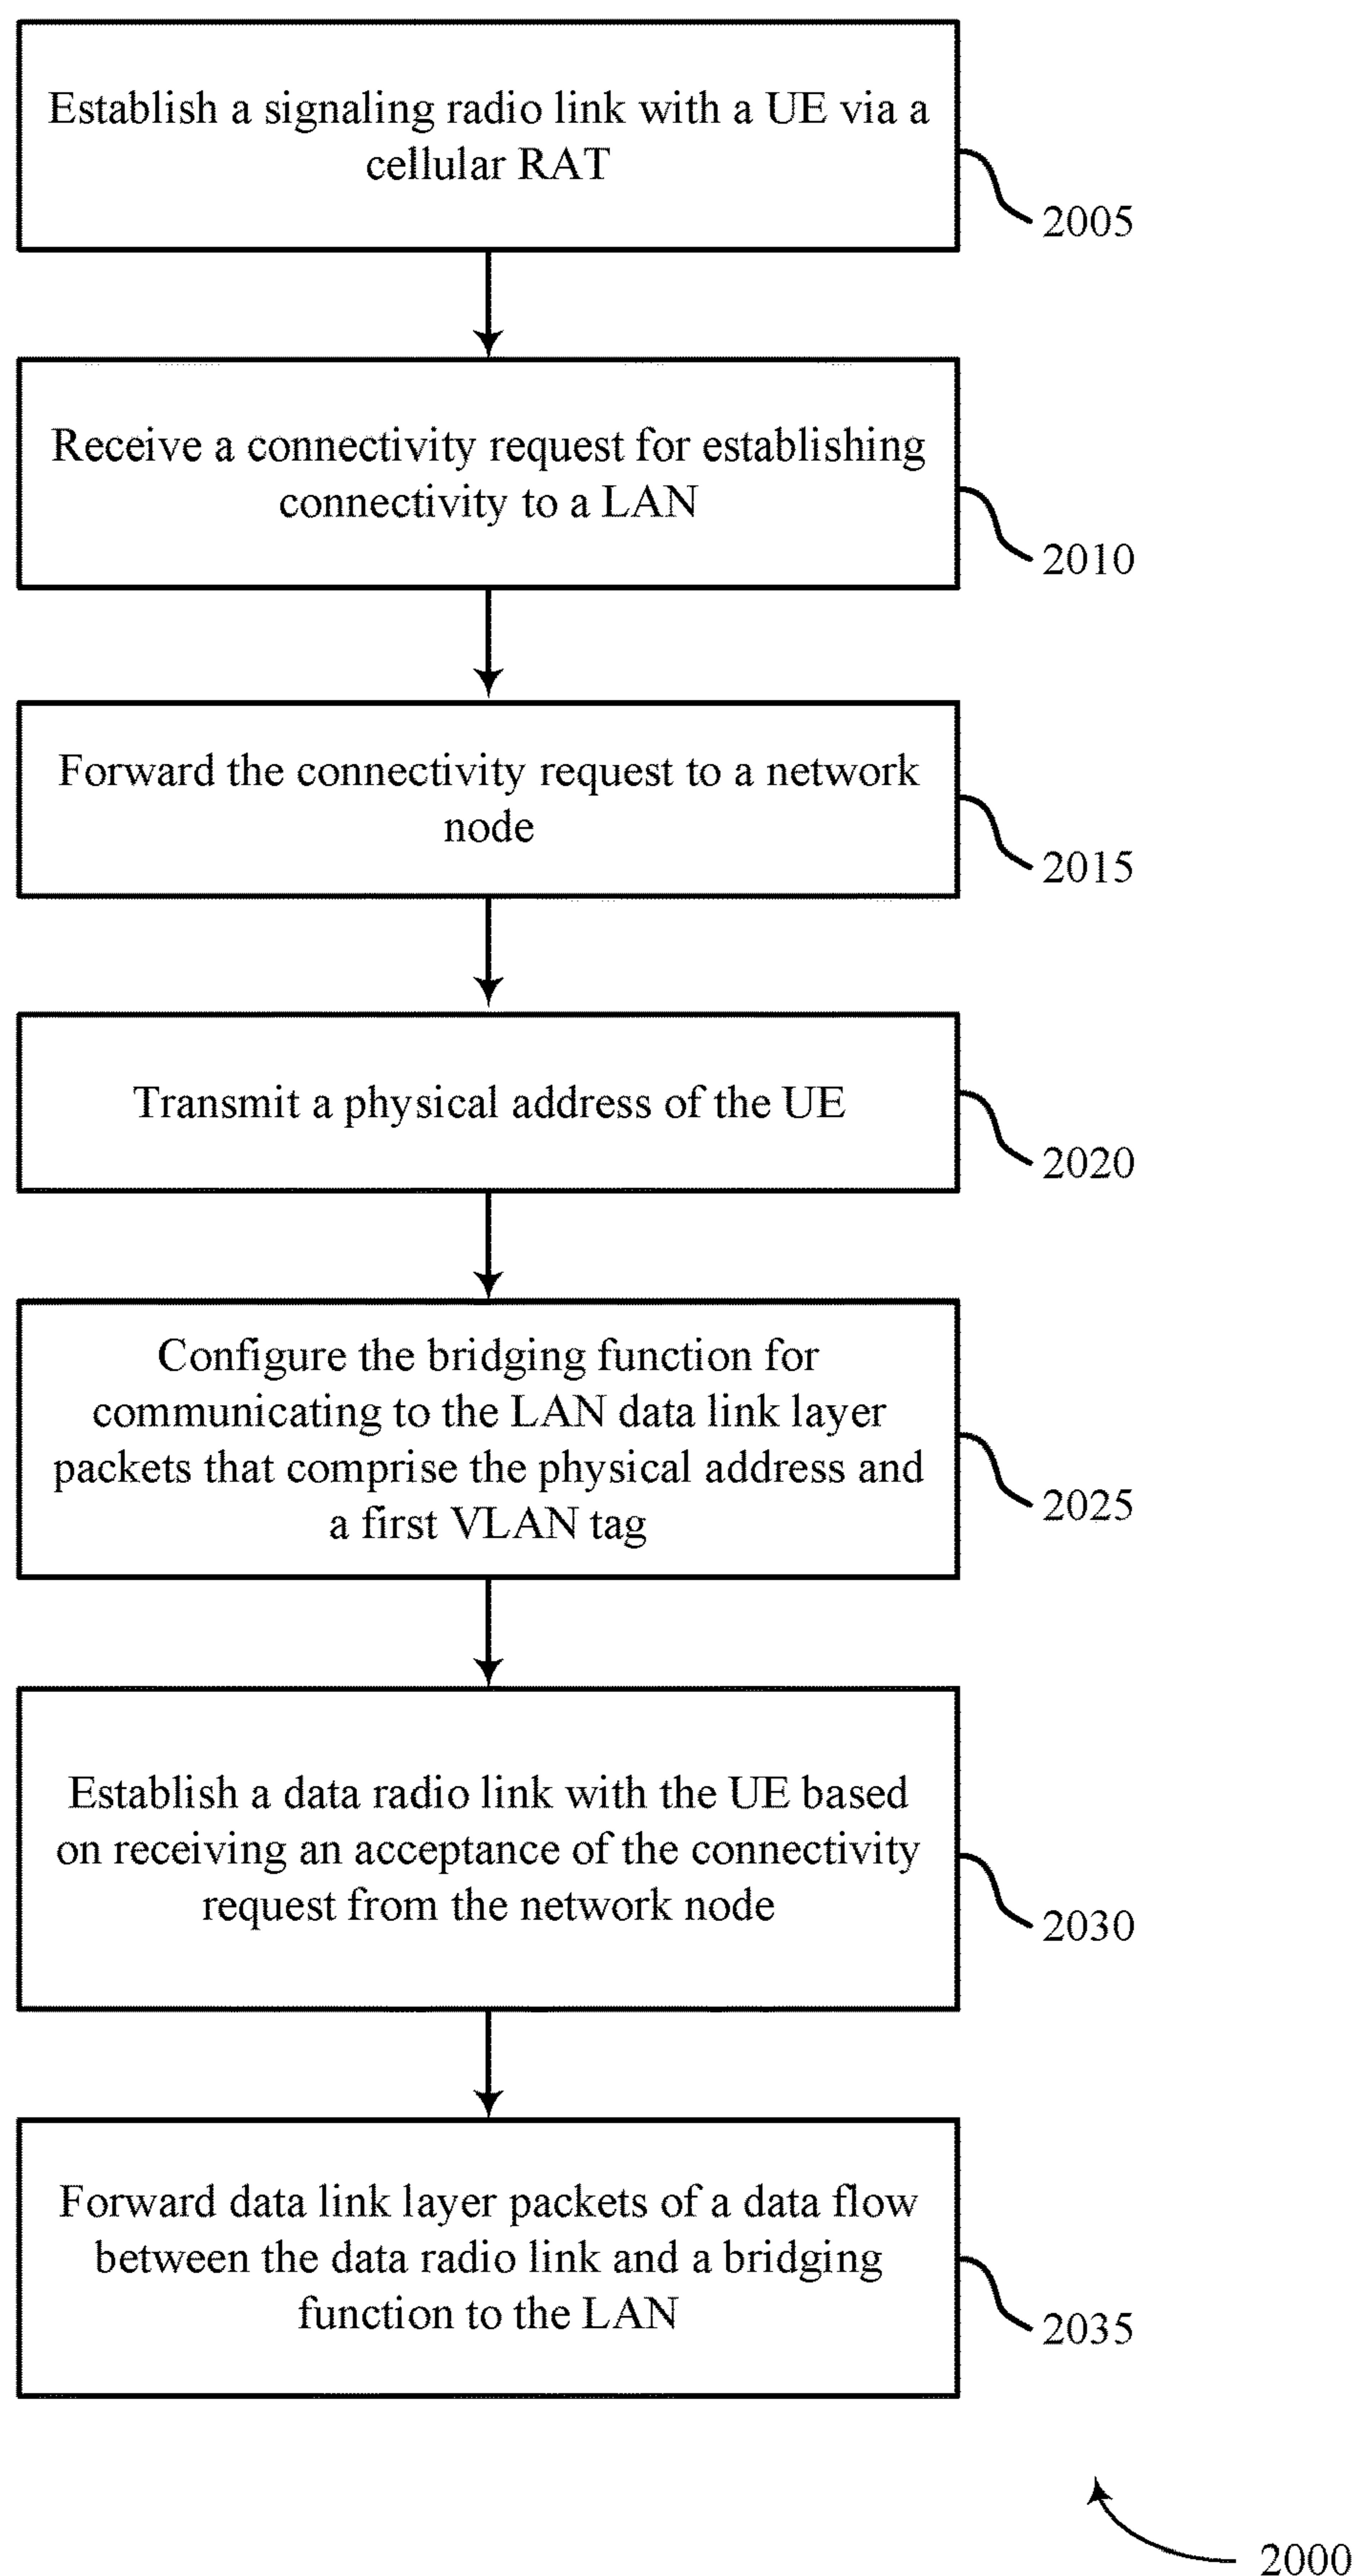 Establish a signaling radio link with a UE via a
cellular RAT
2005
Receive a connectivity request for establishing
connectivity to a LAN
2010
Forward the connectivity request to a network
node
2015
Transmit a physical address of the UE
2020
Configure the bridging function for
communicating to the LAN data link layer
packets that comprise the physical address and
a first VLAN tag
2025
Establish a data radio link with the UE based
on receiving an acceptance of the connectivity
request from the network node
2030
Forward data link layer packets of a data flow
between the data radio link and a bridging
function to the LAN
2035
2000